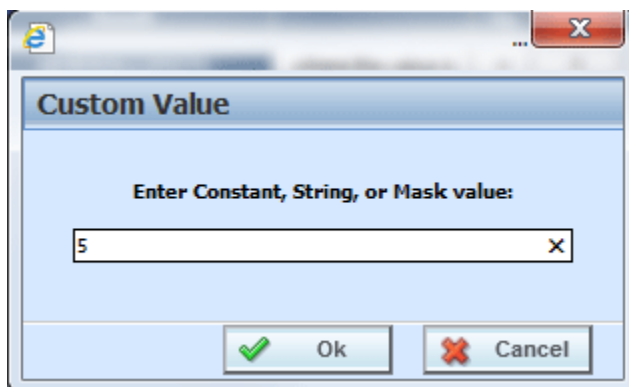 ...
Custom Value
Enter Constant, String, or Mask value:
5
Ok
Cancel